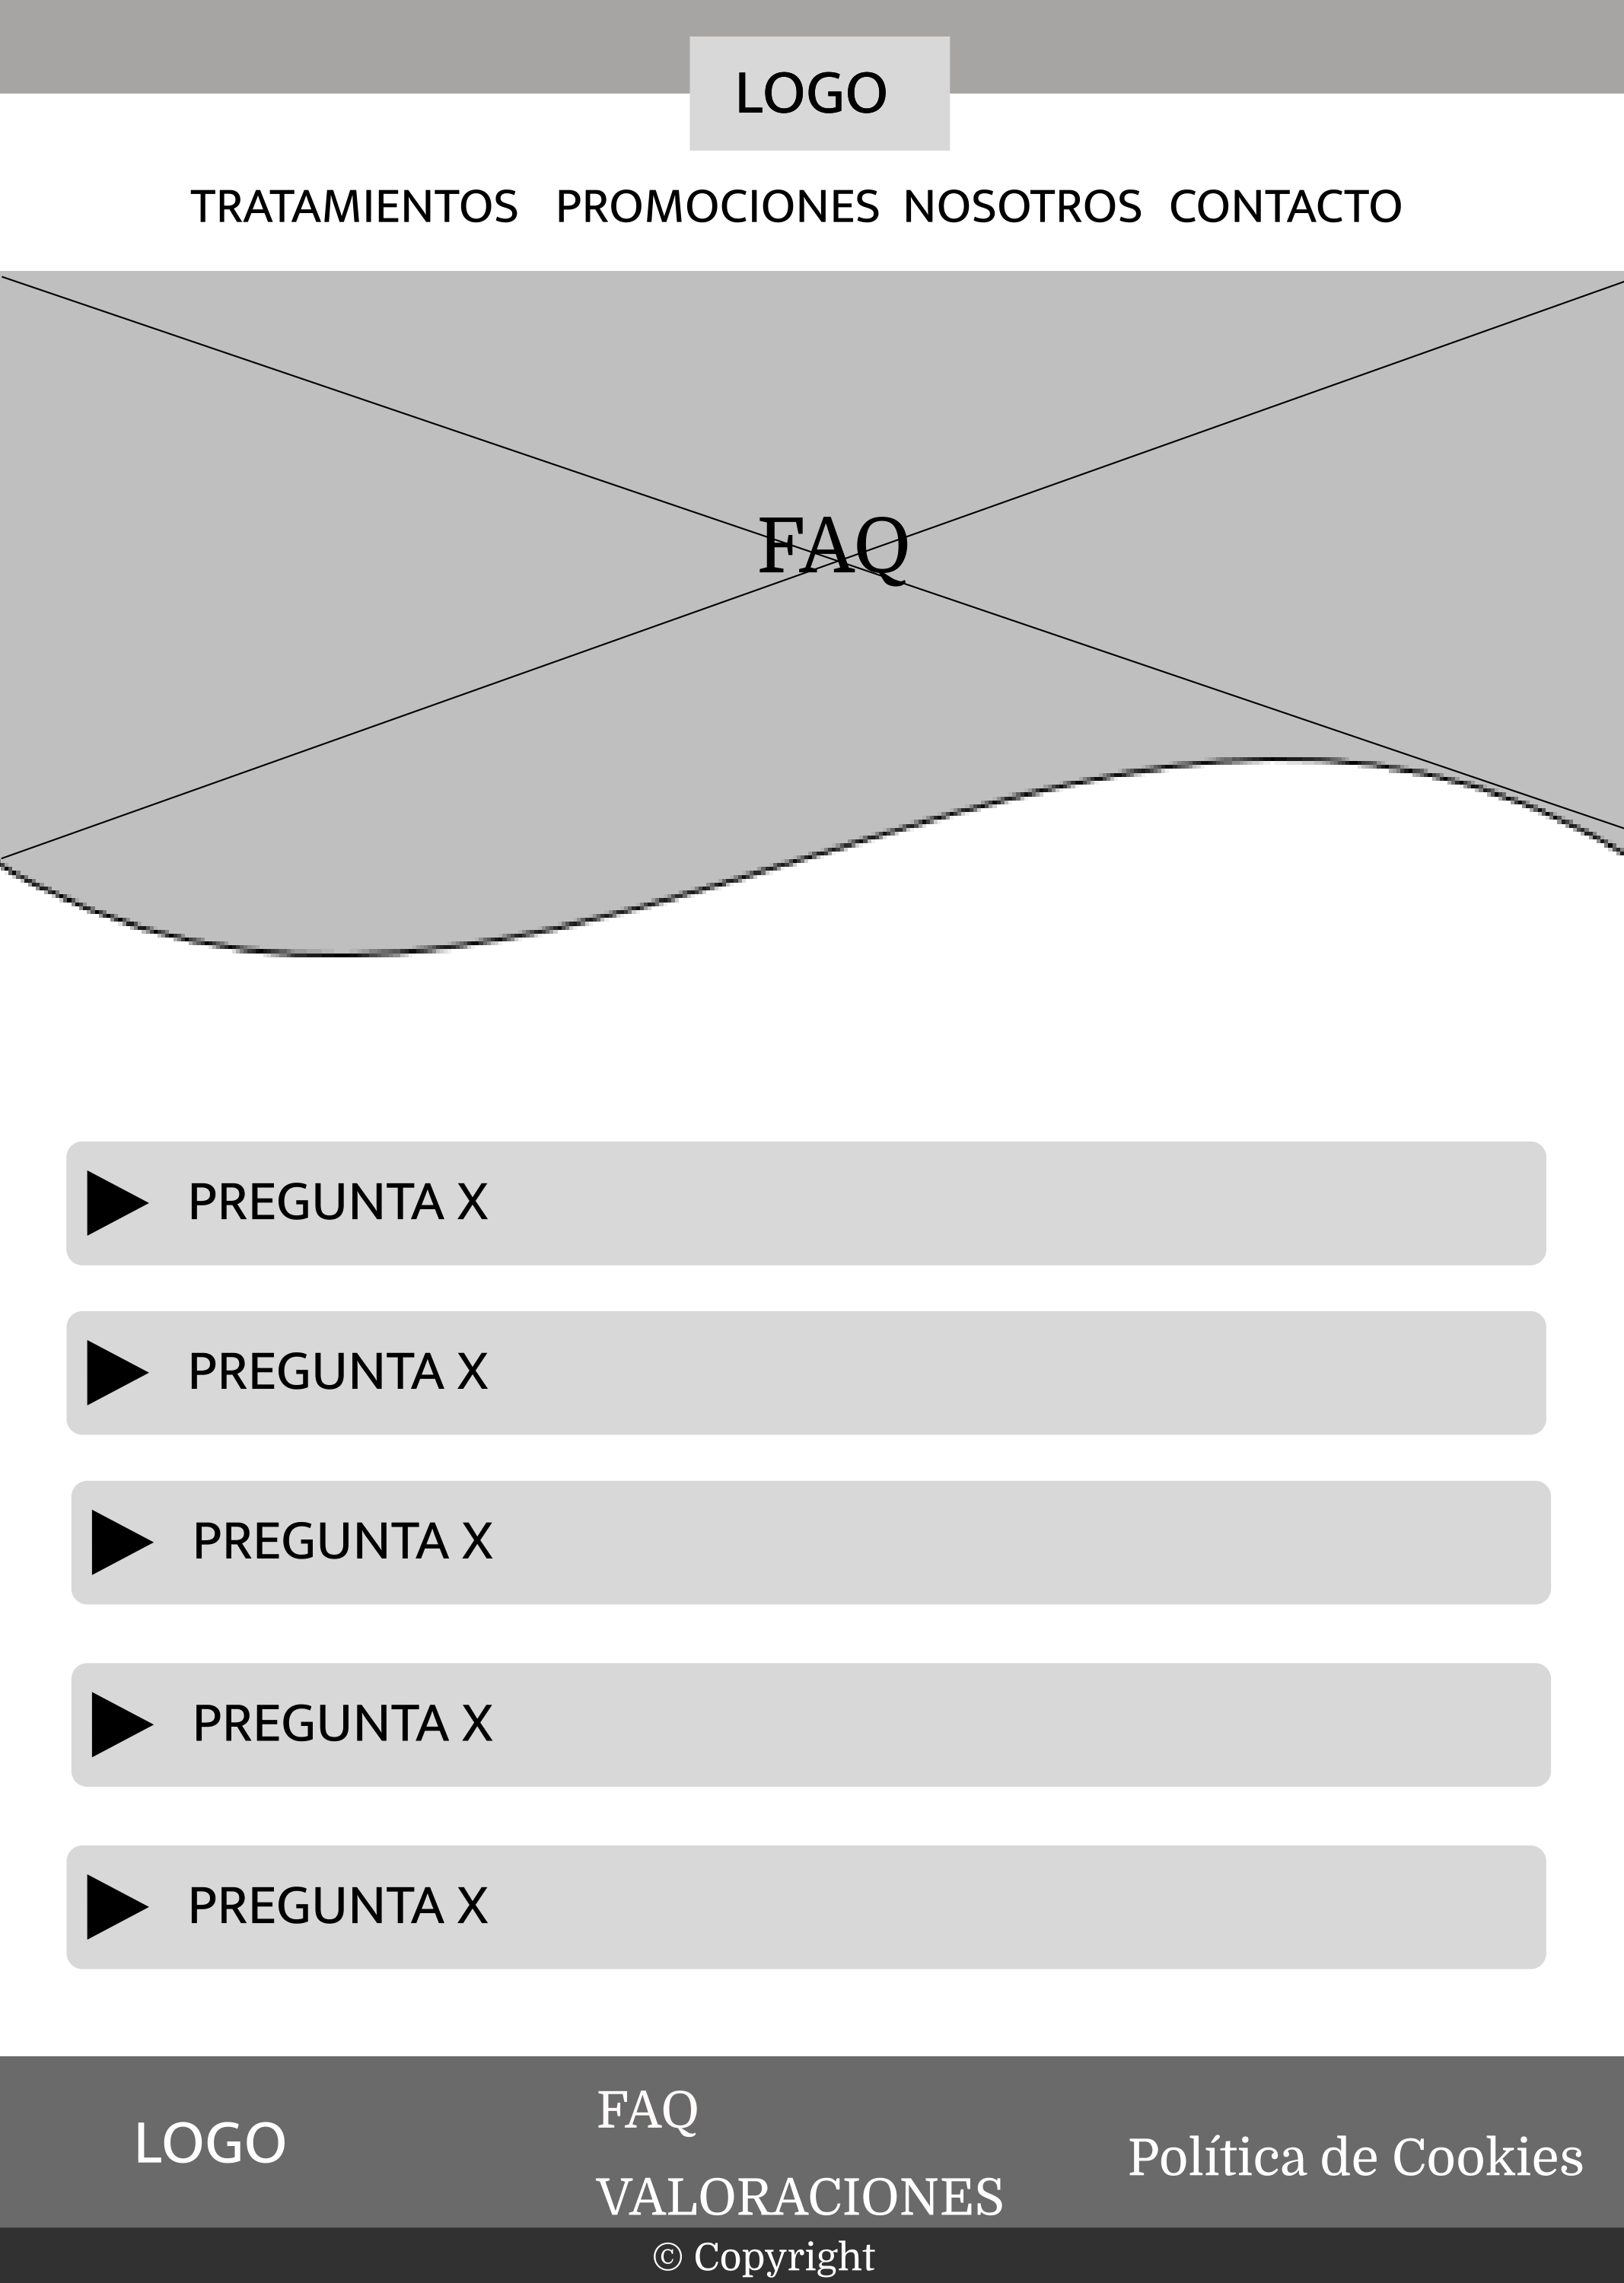 LOGO
TRATAMIENTOS PROMOCIONES NOSOTROS CONTACTO
FAQ
PREGUNTA X
PREGUNTA X
PREGUNTA X
PREGUNTA X
PREGUNTA X
LOGO
FAQ
VALORACIONES
Política de Cookies
© Copyright